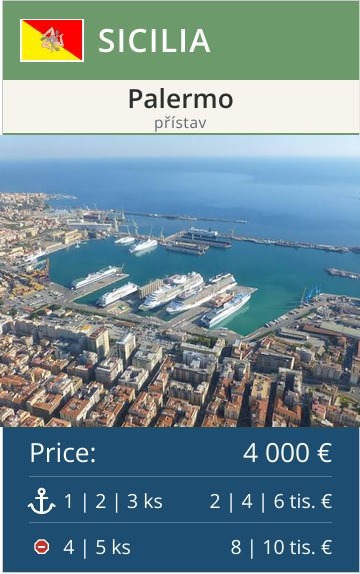 SICILIA
Palermo
přístav
Price: 4 000 €
1 | 2 | 3 ks 2 | 4 | 6 tis. €
4 | 5 ks 8 | 10 tis. €